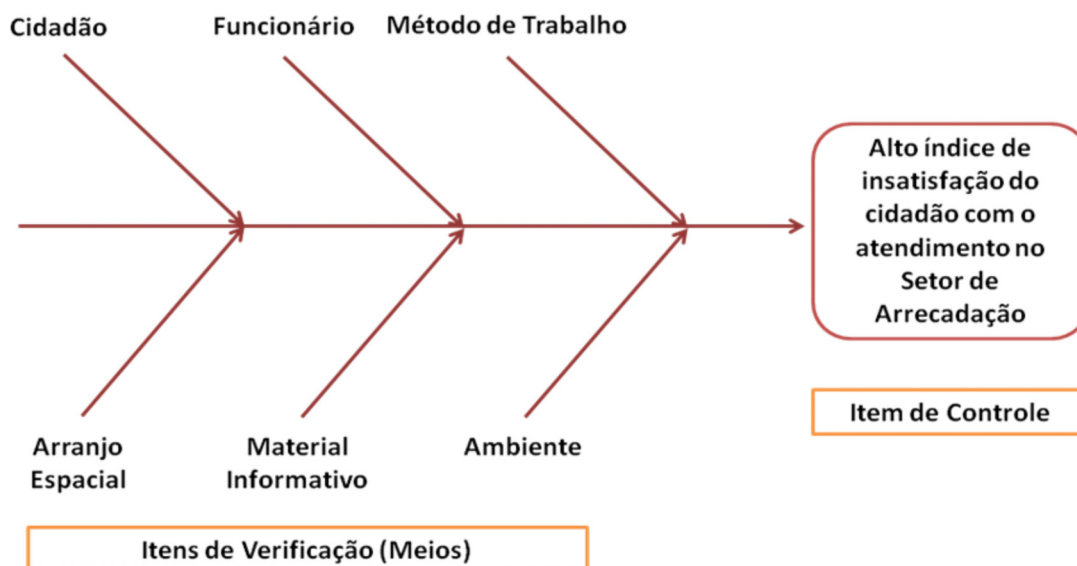 Cidadão
Funcionário
Método de Trabalho
Alto índice de
insatisfação do
cidadão com o
atendimento no
Setor de
Arrecadação
Item de Controle
Arranjo
Espacial
Material
Informativo
Ambiente
Itens de Verificação (Meios)